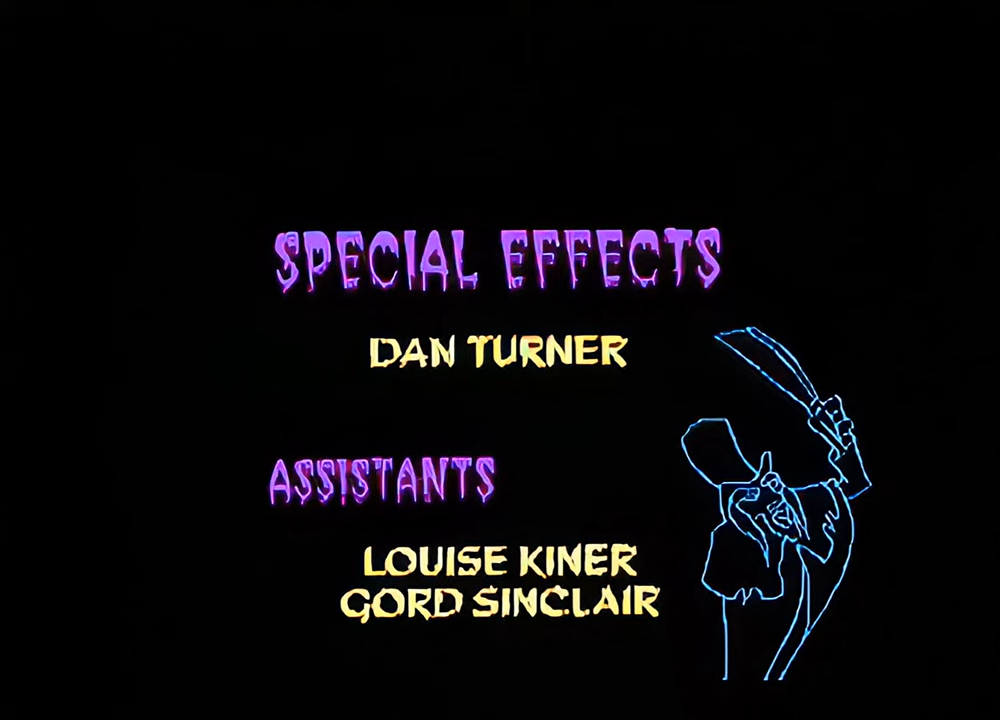 SPECIAL EFFECTS
DAN TURNER
ASSISTANTS
LOUISE KINER
GORD SINCLAIR